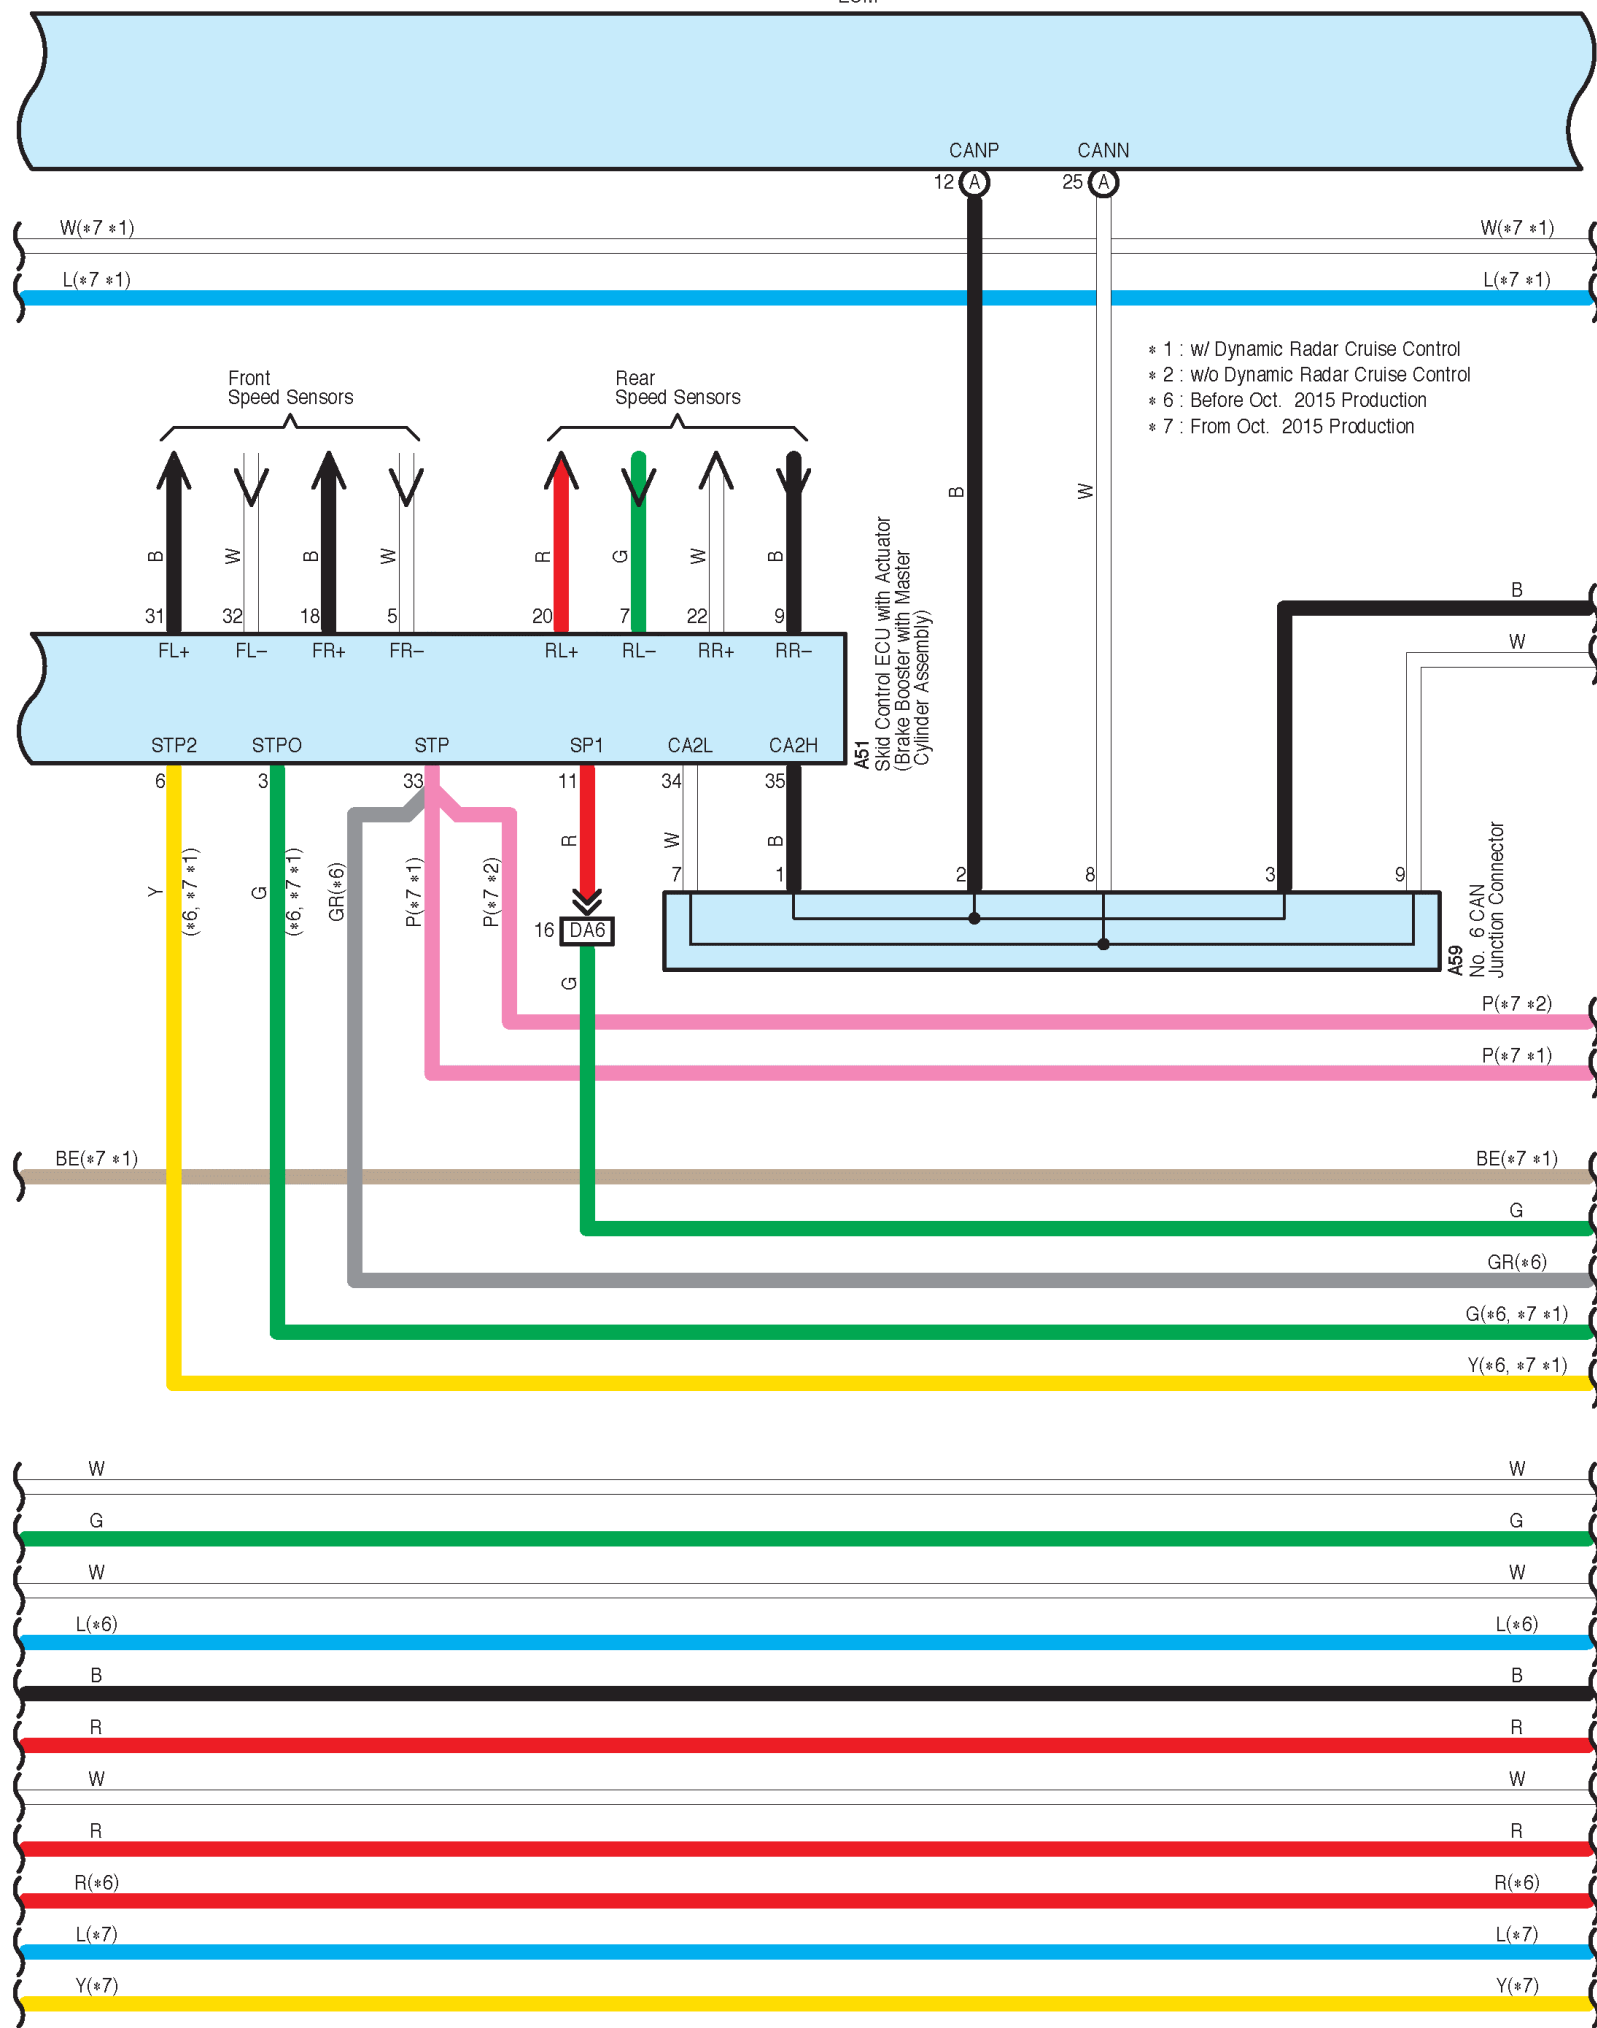 CANP CANN
12 A 25 A
W(*7 *1) W(*7 *1)
L(*7 *1) L(*7 *1)
* 1 : w/ Dynamic Radar Cruise Control
* 2 : w/o Dynamic Radar Cruise Control
* 6 : Before Oct. 2015 Production
* 7 : From Oct. 2015 Production
Front
Speed Sensors
Rear
Speed Sensors
B W B W R G W B
B W
31 32 18 5 20 7 22 9
FL+ FL– FR+ FR– RL+ RL– RR+ RR–
A51
Skid Control ECU with Actuator
(Brake Booster with Master
Cylinder Assembly)
B
W
STP2 STPO STP SP1 CA2L CA2H
6 3 33 11 34 35
Y
(*6, *7 *1)
G
(*6, *7 *1)
GR(*6)
P(*7 *1)
P(*7 *2)
R
W B
7 1 2 8 3 9
16 DA6
G
A59
No. 6 CAN
Junction Connector
P(*7 *2)
P(*7 *1)
BE(*7 *1) BE(*7 *1)
G
GR(*6)
G(*6, *7 *1)
Y(*6, *7 *1)
W W
G G
W W
L(*6) L(*6)
B B
R R
W W
R R
R(*6) R(*6)
L(*7) L(*7)
Y(*7) Y(*7)